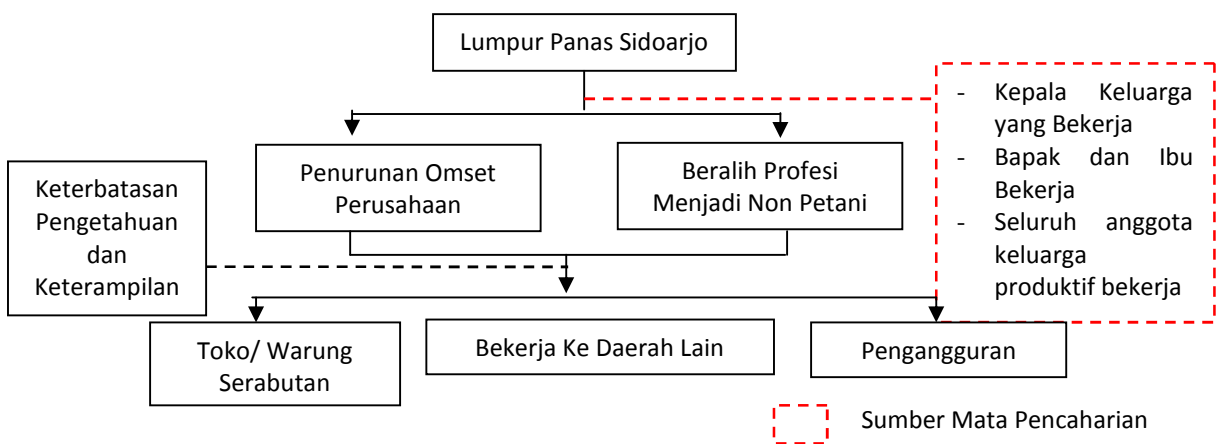 Lumpur Panas Sidoarjo
- Kepala Keluarga
yang Bekerja
- Bapak dan Ibu
Bekerja
- Seluruh anggota
keluarga
produktif bekerja
Keterbatasan
Pengetahuan
dan
Keterampilan
Penurunan Omset
Perusahaan
Beralih Profesi
Menjadi Non Petani
Toko/ Warung
Serabutan
Bekerja Ke Daerah Lain
Pengangguran
Sumber Mata Pencaharian